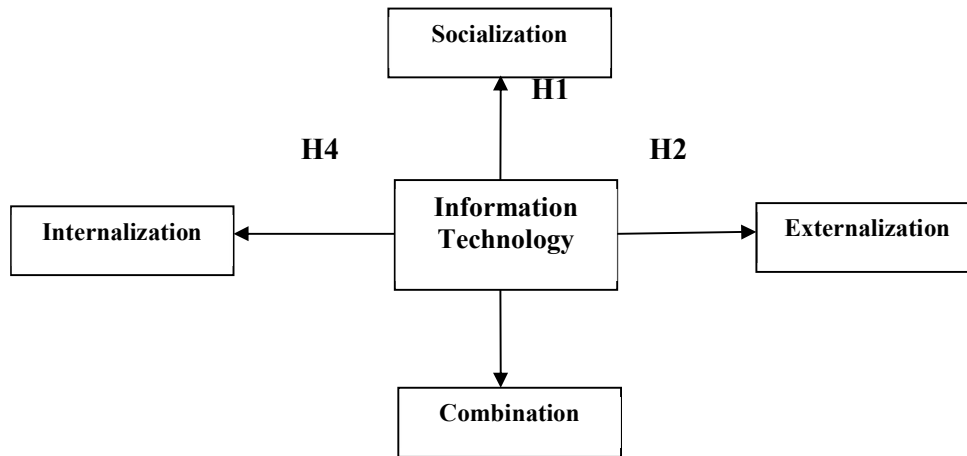 Socialization
H1
H4
H2
Information
Technology
Internalization
Externalization
Combination